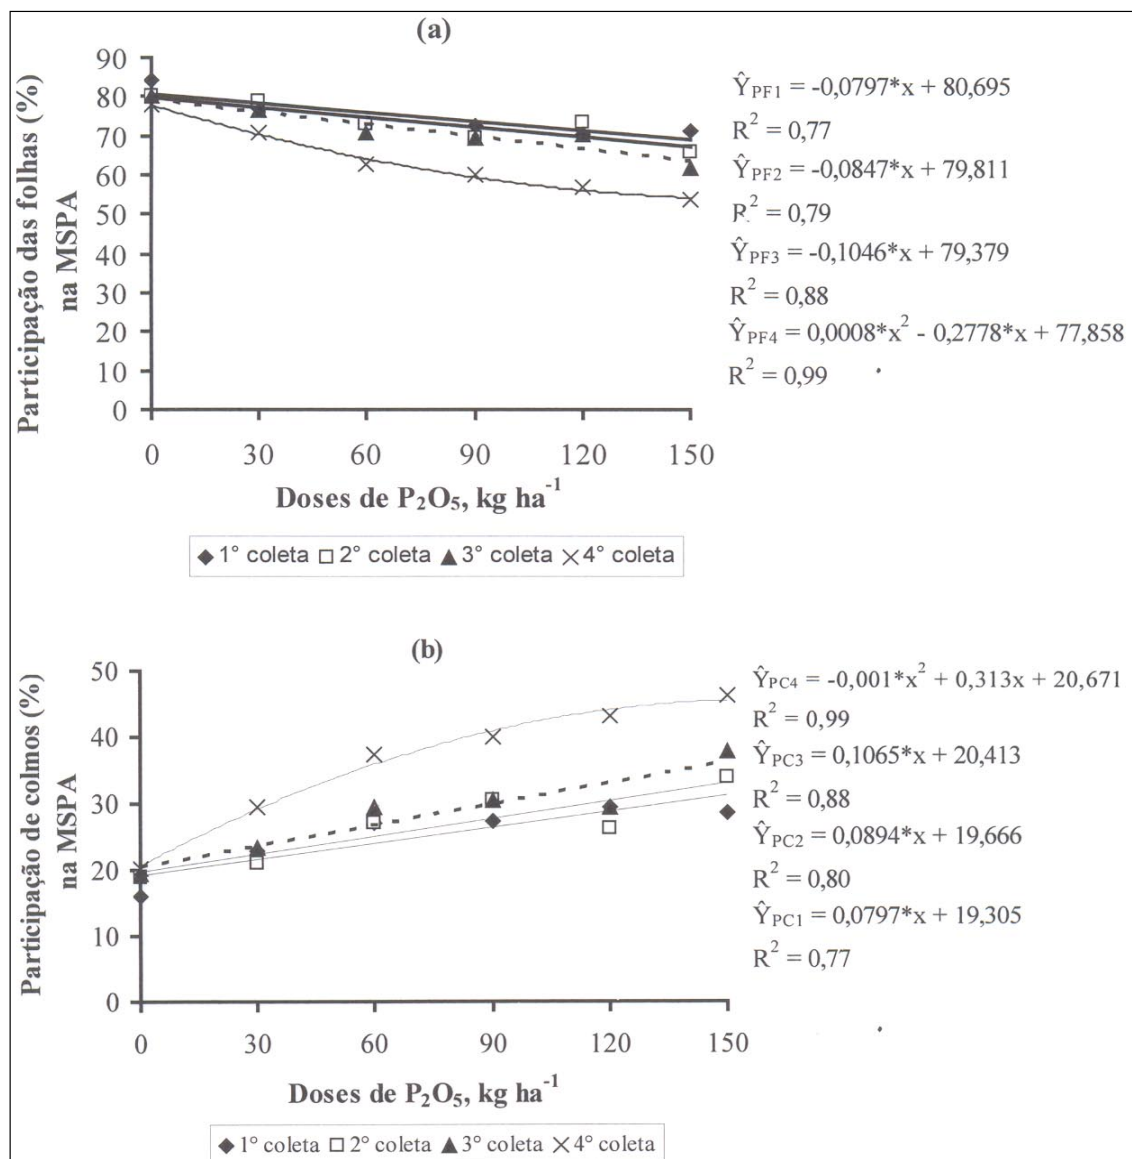 (a)
Participação das folhas (%)
na MSPA
90
80
70
60
50
40
30
20
10
0
0 30 60 90 120 150
Doses de P₂O₅, kg ha⁻¹
◆ 1° coleta □ 2° coleta ▲ 3° coleta × 4° coleta
Ŷ_PF1 = -0,0797*x + 80,695
R² = 0,77
Ŷ_PF2 = -0,0847*x + 79,811
R² = 0,79
Ŷ_PF3 = -0,1046*x + 79,379
R² = 0,88
Ŷ_PF4 = 0,0008*x² - 0,2778*x + 77,858
R² = 0,99
(b)
Participação de colmos (%)
na MSPA
50
40
30
20
10
0
0 30 60 90 120 150
Doses de P₂O₅, kg ha⁻¹
◆ 1° coleta □ 2° coleta ▲ 3° coleta × 4° coleta
Ŷ_PC4 = -0,001*x² + 0,313x + 20,671
R² = 0,99
Ŷ_PC3 = 0,1065*x + 20,413
R² = 0,88
Ŷ_PC2 = 0,0894*x + 19,666
R² = 0,80
Ŷ_PC1 = 0,0797*x + 19,305
R² = 0,77